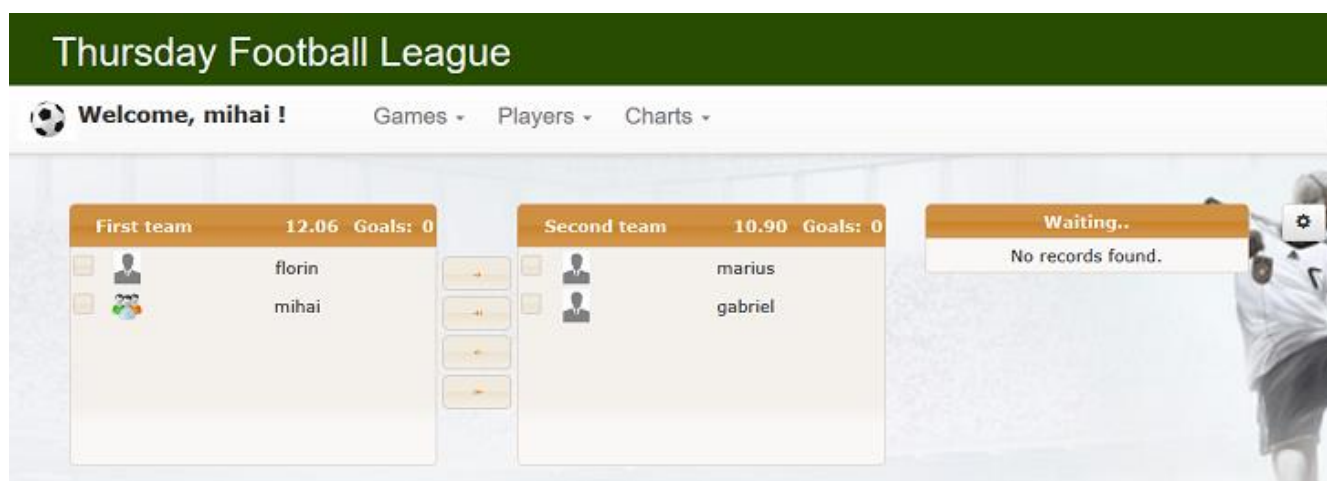 Thursday Football League
Welcome, mihai !
Games
Players
Charts
First team 12.06 Goals: 0
florin
mihai
Second team 10.90 Goals: 0
marius
gabriel
Waiting..
No records found.